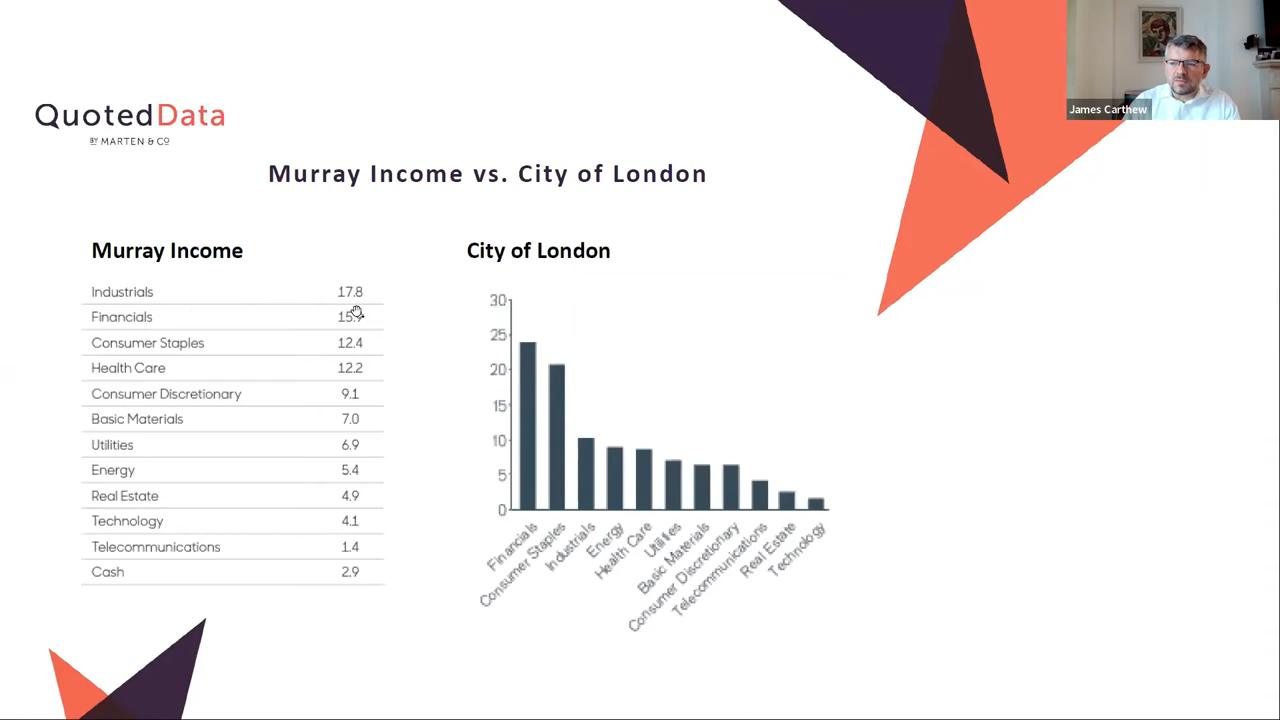 James Carthew
QuotedData
BY MARTEN & CO
Murray Income vs. City of London
Murray Income
Industrials 17.8
Financials
Consumer Staples 12.4
Health Care 12.2
Consumer Discretionary 9.1
Basic Materials 7.0
Utilities 6.9
Energy 5.4
Real Estate 4.9
Technology 4.1
Telecommunications 1.4
Cash 2.9
City of London
30
25
20
15
10
5
0
Financials
Consumer Staples
Industrials
Energy
Health Care
Utilities
Basic Materials
Consumer Discretionary
Telecommunications
Real Estate
Technology